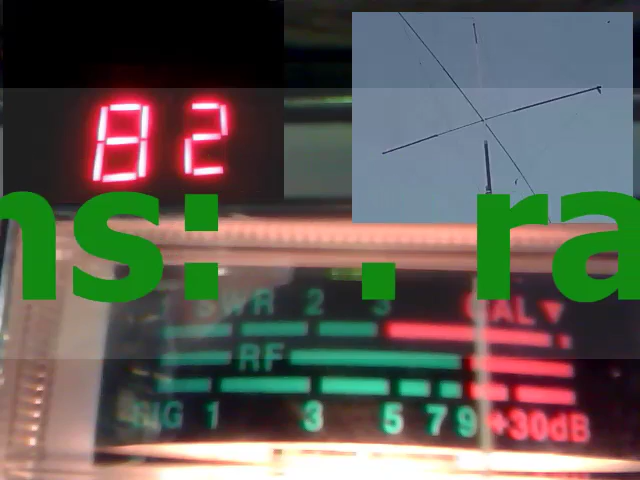 82
ns: . ra
SWR 2 3 CAL ▼
RF
SIG 1 3 5 7 9 +30dB